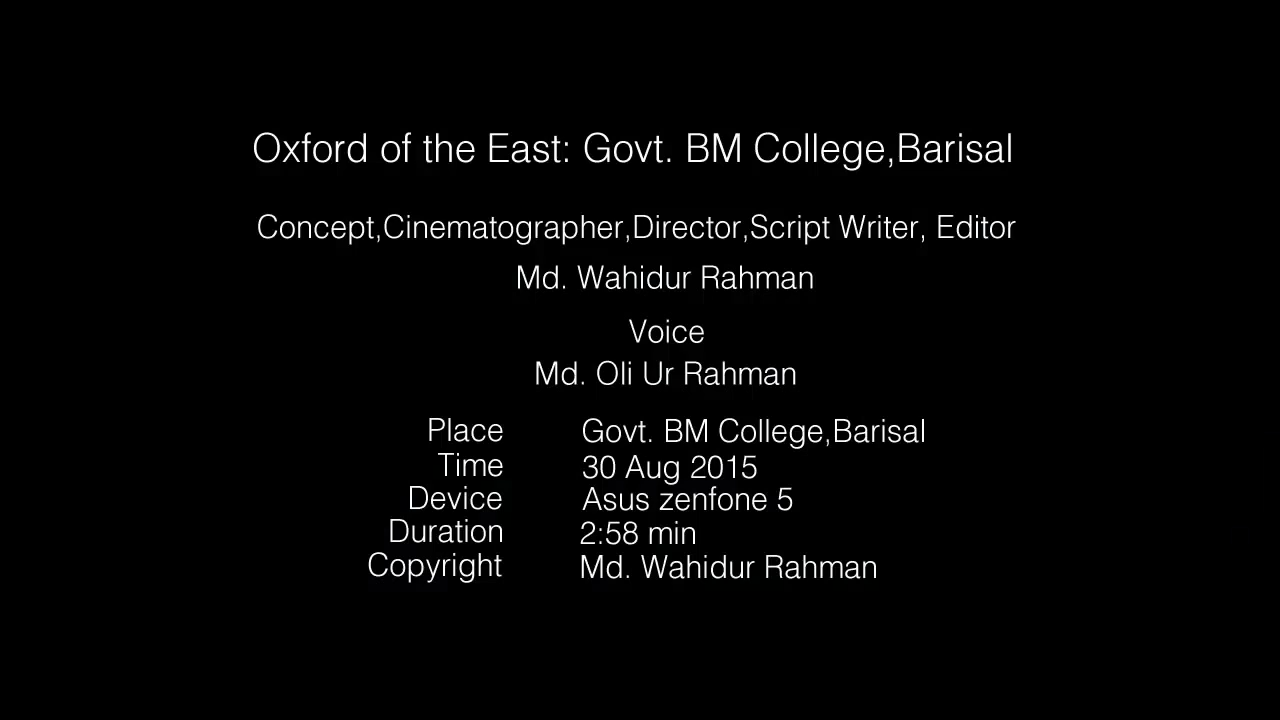 Oxford of the East: Govt. BM College,Barisal
Concept,Cinematographer,Director,Script Writer, Editor
Md. Wahidur Rahman
Voice
Md. Oli Ur Rahman
Place Govt. BM College,Barisal
Time 30 Aug 2015
Device Asus zenfone 5
Duration 2:58 min
Copyright Md. Wahidur Rahman